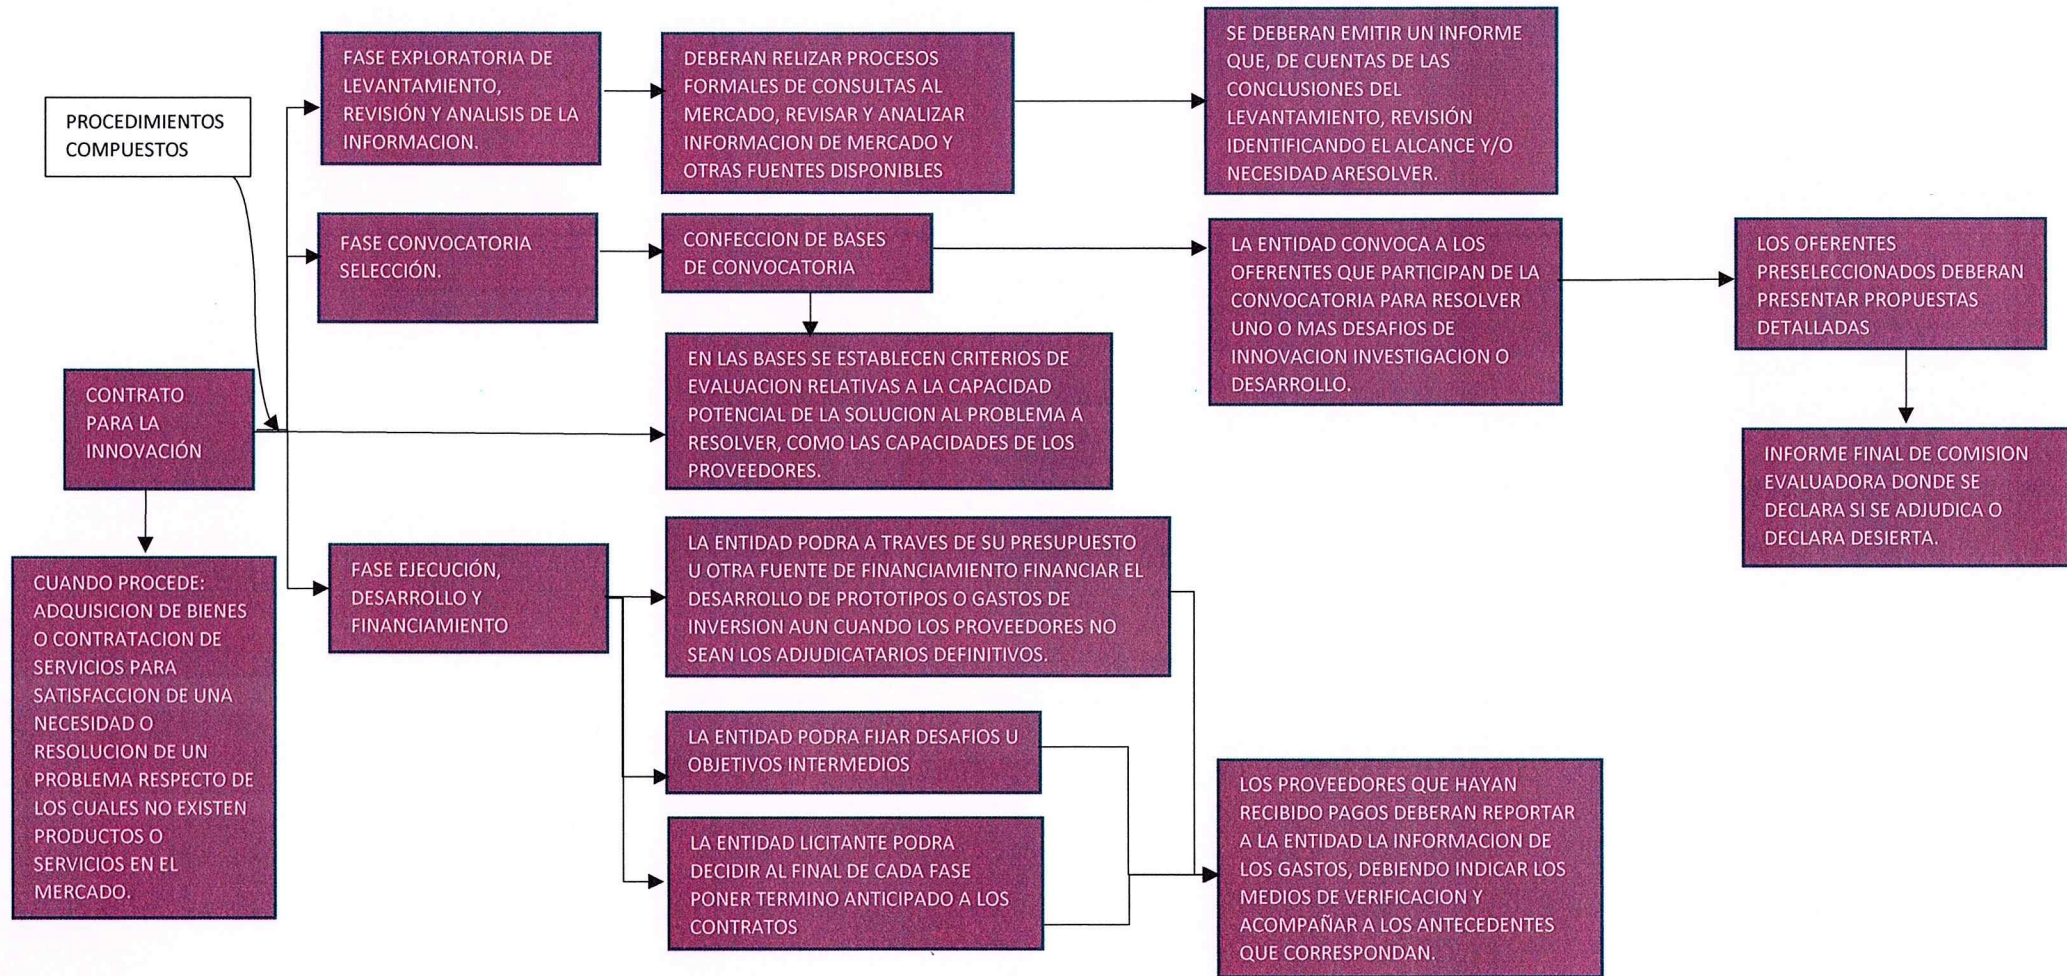 PROCEDIMIENTOS
COMPUESTOS
CONTRATO
PARA LA
INNOVACIÓN
CUANDO PROCEDE:
ADQUISICION DE BIENES
O CONTRATACION DE
SERVICIOS PARA
SATISFACCION DE UNA
NECESIDAD O
RESOLUCION DE UN
PROBLEMA RESPECTO DE
LOS CUALES NO EXISTEN
PRODUCTOS O
SERVICIOS EN EL
MERCADO.
FASE EXPLORATORIA DE
LEVANTAMIENTO,
REVISIÓN Y ANALISIS DE LA
INFORMACION.
DEBERAN RELIZAR PROCESOS
FORMALES DE CONSULTAS AL
MERCADO, REVISAR Y ANALIZAR
INFORMACION DE MERCADO Y
OTRAS FUENTES DISPONIBLES
SE DEBERAN EMITIR UN INFORME
QUE, DE CUENTAS DE LAS
CONCLUSIONES DEL
LEVANTAMIENTO, REVISIÓN
IDENTIFICANDO EL ALCANCE Y/O
NECESIDAD ARESOLVER.
FASE CONVOCATORIA
SELECCIÓN.
CONFECCION DE BASES
DE CONVOCATORIA
EN LAS BASES SE ESTABLECEN CRITERIOS DE
EVALUACION RELATIVAS A LA CAPACIDAD
POTENCIAL DE LA SOLUCION AL PROBLEMA A
RESOLVER, COMO LAS CAPACIDADES DE LOS
PROVEEDORES.
LA ENTIDAD CONVOCA A LOS
OFERENTES QUE PARTICIPAN DE LA
CONVOCATORIA PARA RESOLVER
UNO O MAS DESAFIOS DE
INNOVACION INVESTIGACION O
DESARROLLO.
LOS OFERENTES
PRESELECCIONADOS DEBERAN
PRESENTAR PROPUESTAS
DETALLADAS
INFORME FINAL DE COMISION
EVALUADORA DONDE SE
DECLARA SI SE ADJUDICA O
DECLARA DESIERTA.
FASE EJECUCIÓN,
DESARROLLO Y
FINANCIAMIENTO
LA ENTIDAD PODRA A TRAVES DE SU PRESUPUESTO
U OTRA FUENTE DE FINANCIAMIENTO FINANCIAR EL
DESARROLLO DE PROTOTIPOS O GASTOS DE
INVERSION AUN CUANDO LOS PROVEEDORES NO
SEAN LOS ADJUDICATARIOS DEFINITIVOS.
LA ENTIDAD PODRA FIJAR DESAFIOS U
OBJETIVOS INTERMEDIOS
LA ENTIDAD LICITANTE PODRA
DECIDIR AL FINAL DE CADA FASE
PONER TERMINO ANTICIPADO A LOS
CONTRATOS
LOS PROVEEDORES QUE HAYAN
RECIBIDO PAGOS DEBERAN REPORTAR
A LA ENTIDAD LA INFORMACION DE
LOS GASTOS, DEBIENDO INDICAR LOS
MEDIOS DE VERIFICACION Y
ACOMPAÑAR A LOS ANTECEDENTES
QUE CORRESPONDAN.